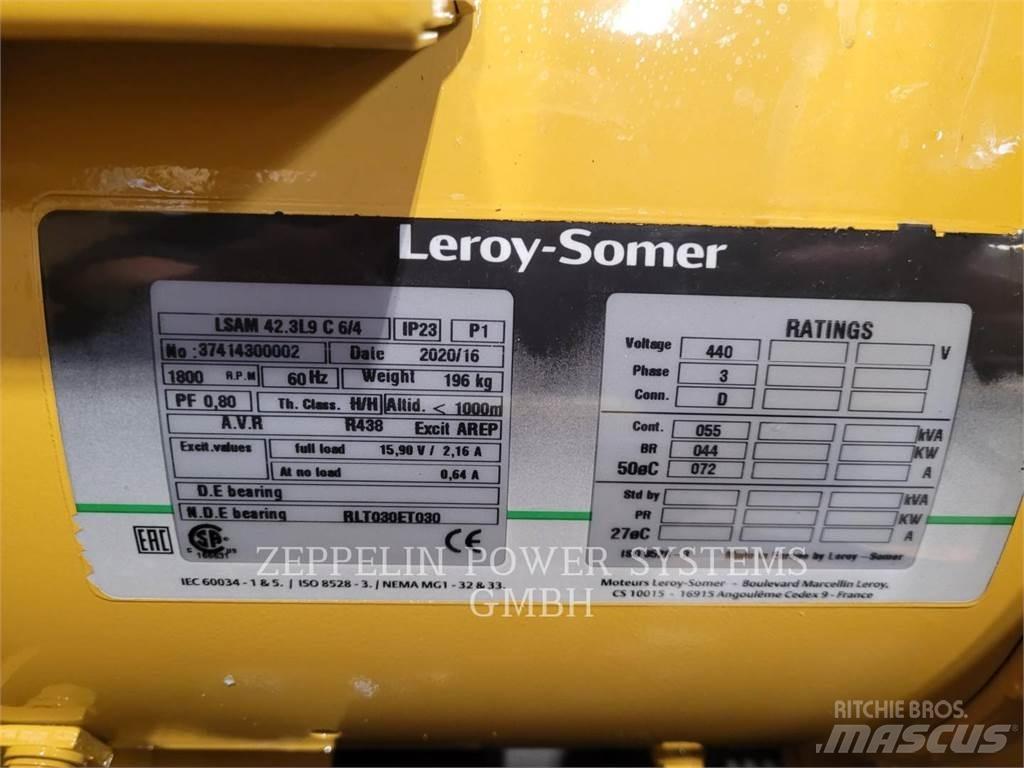 Leroy-Somer
LSAM 42.3L9 C 6/4 IP23 P1
No : 37414300002 Date 2020/16
1800 R.P.M 60 Hz Weight 196 kg
PF 0,80 Th. Class. H/H Altid. < 1000m
A.V.R R438 Excit AREP
Excit.values full load 15,90 V / 2,16 A
At no load 0,64 A
D.E bearing
N.D.E bearing RLT030ET030
EAC SA CE
RATINGS
Voltage 440 V
Phase 3
Conn. D
Cont. 055 kVA
BR 044 KW
50øC 072 A
Std by kVA
PR KW
27øC A
by Leroy - Somer
IEC 60034 - 1 & 5. / ISO 8528 - 3. / NEMA MG1 - 32 & 33.
Moteurs Leroy-Somer - Boulevard Marcellin Leroy,
CS 10015 - 16915 Angoulême Cedex 9 - France
ZEPPELIN POWER SYSTEMS
GMBH
RITCHIE BROS.
MASCUS